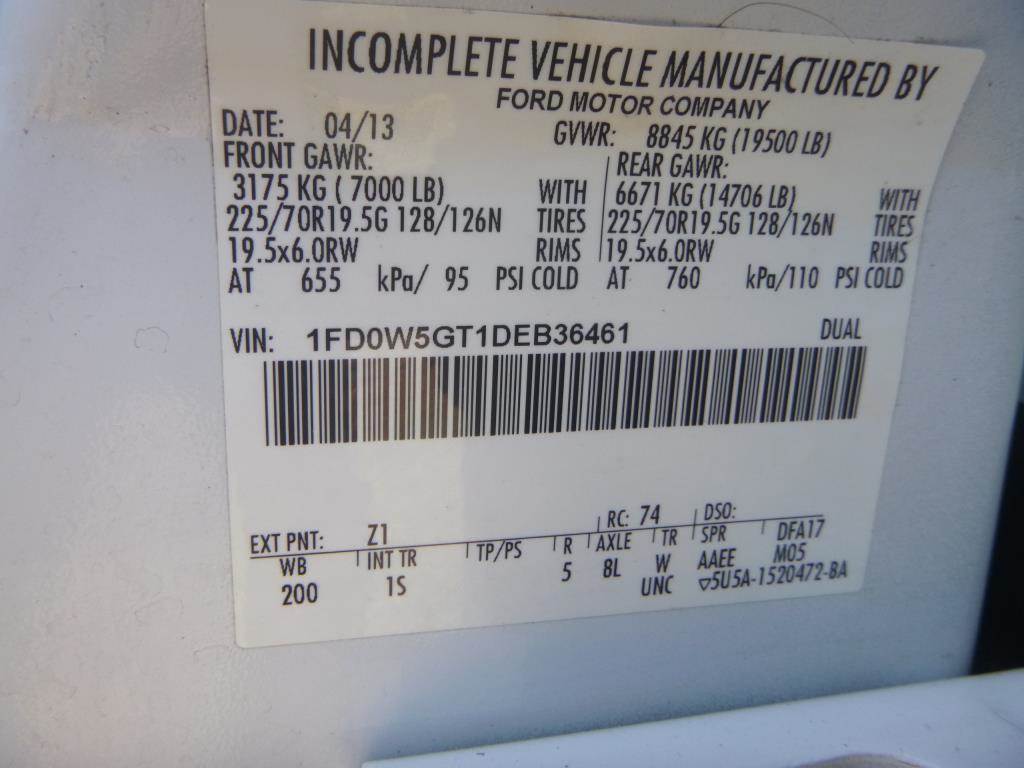 INCOMPLETE VEHICLE MANUFACTURED BY
FORD MOTOR COMPANY
DATE: 04/13 GVWR: 8845 KG (19500 LB)
FRONT GAWR: REAR GAWR:
3175 KG ( 7000 LB) WITH 6671 KG (14706 LB) WITH
225/70R19.5G 128/126N TIRES 225/70R19.5G 128/126N TIRES
19.5x6.0RW RIMS 19.5x6.0RW RIMS
AT 655 kPa/ 95 PSI COLD AT 760 kPa/110 PSI COLD
VIN: 1FD0W5GT1DEB36461 DUAL
EXT PNT: Z1 RC: 74 DSO:
WB INT TR TP/PS R AXLE TR SPR DFA17
200 1S 5 8L W AAEE M05
UNC ▽5U5A-1520472-BA